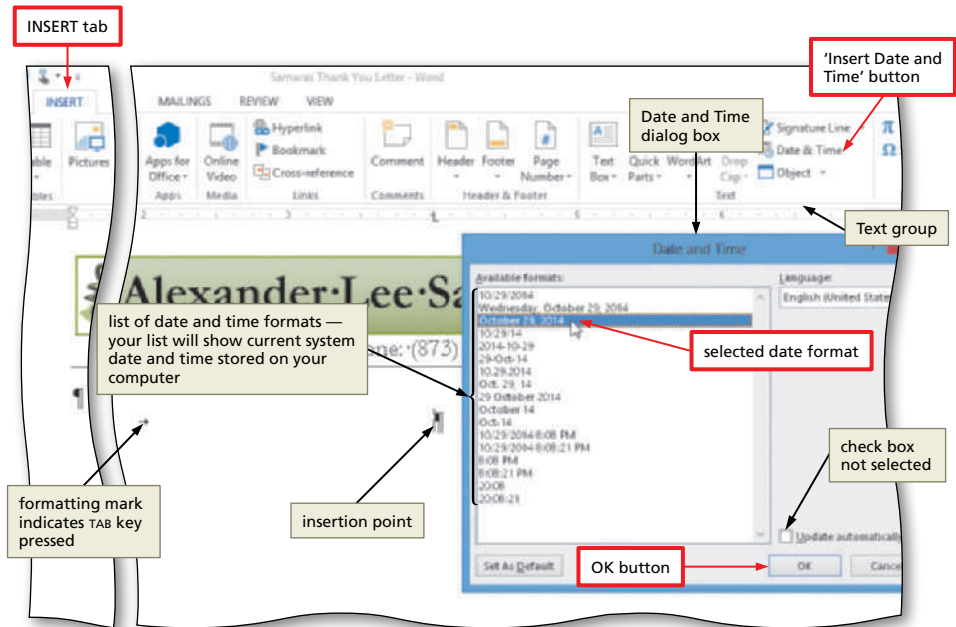 INSERT tab
'Insert Date and
Time' button
Samaras Thank You Letter - Word
INSERT
MAILINGS
REVIEW
VIEW
Date and Time
dialog box
Pictures
Apps for
Office
Apps
Online
Video
Media
Hyperlink
Bookmark
Cross-reference
Links
Comment
Comments
Header
Footer
Page
Number
Header & Footer
Text
Box
Quick
Parts
WordArt
Drop
Cap
Signature Line
Date & Time
Object
Text
π
Ω
2
3
5
6
Text group
Alexander·Lee·Sa
(873)
list of date and time formats —
your list will show current system
date and time stored on your
computer
Date and Time
Available formats:
10/29/2014
Wednesday, October 29, 2014
October 29, 2014
10/29/14
2014-10-29
29-Oct-14
10.29.2014
Oct. 29, 14
29 October 2014
October 14
Oct-14
10/29/2014 8:08 PM
10/29/2014 8:08:21 PM
8:08 PM
8:08:21 PM
20:08
20:08:21
Language:
English (United State
selected date format
check box
not selected
Update automatically
formatting mark
indicates TAB key
pressed
insertion point
Set As Default
OK button
OK
Cance